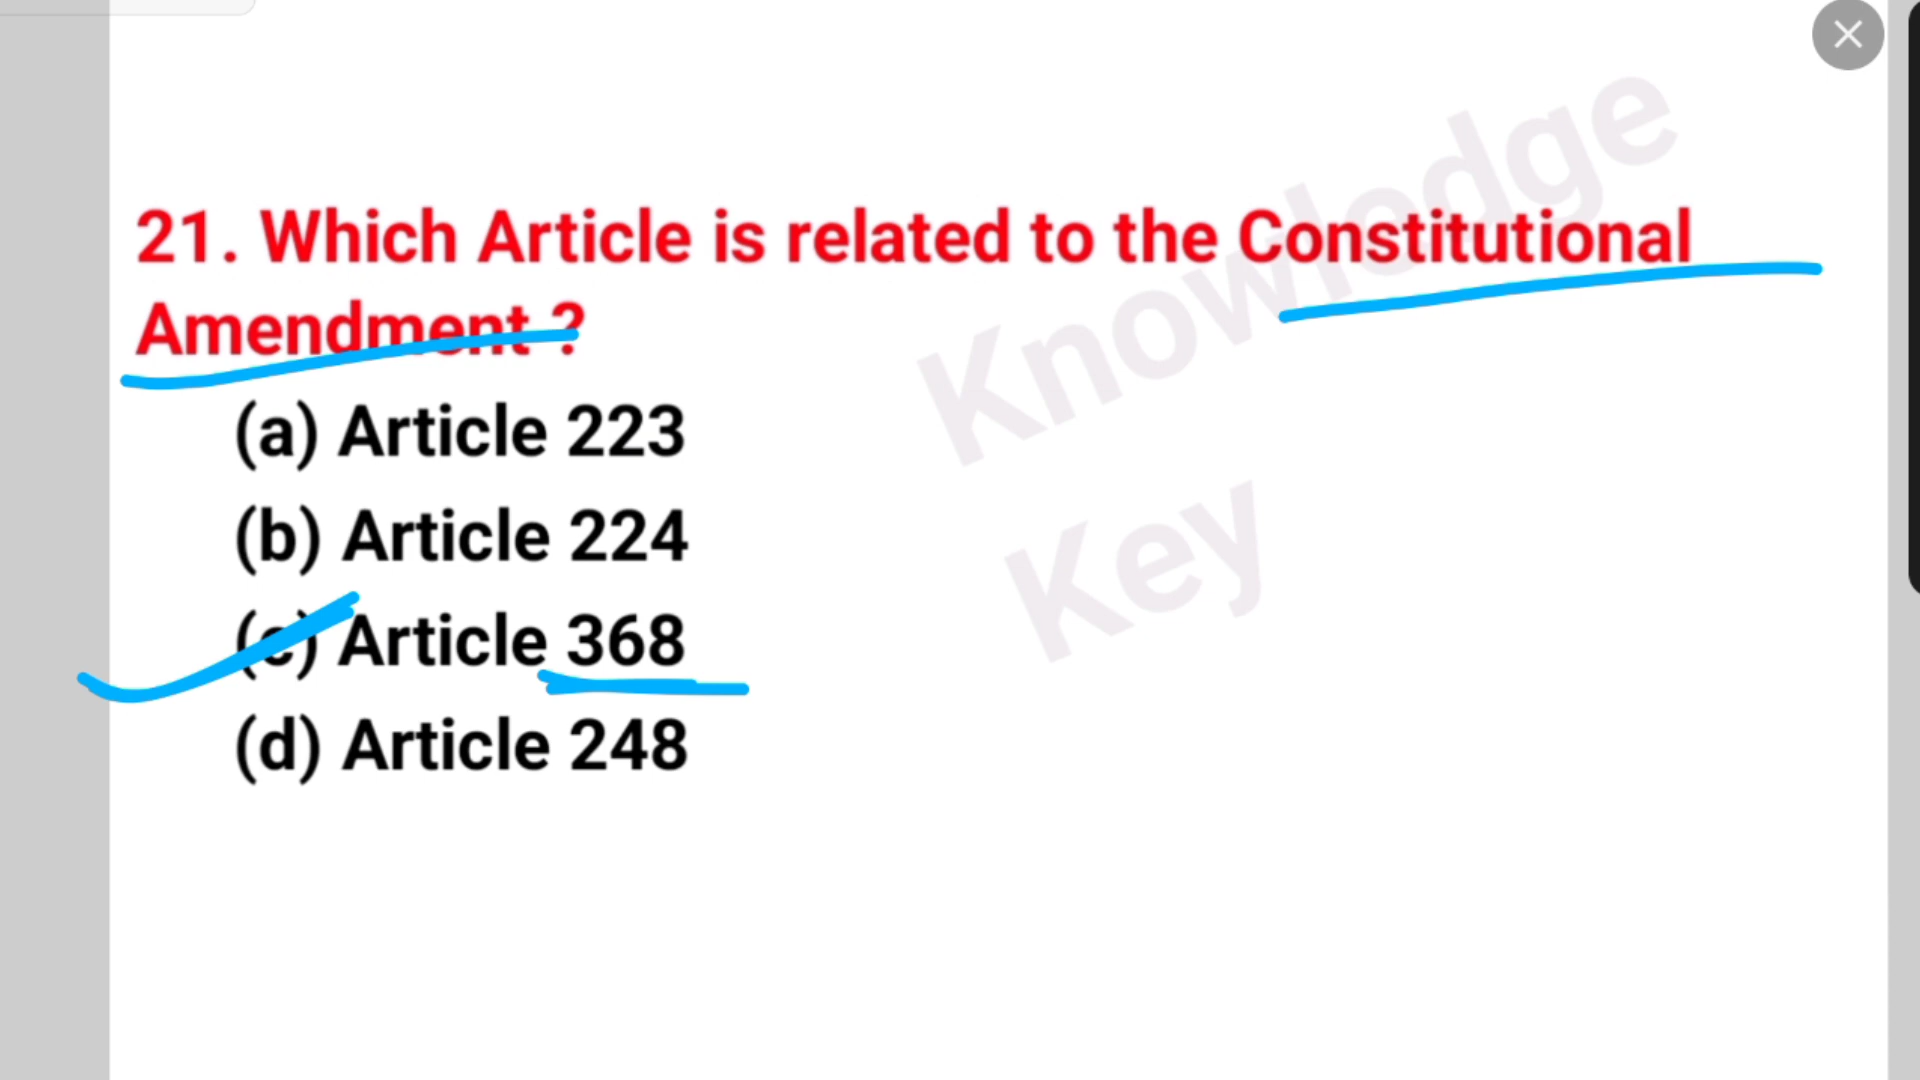 21. Which Article is related to the Constitutional
Amendment ?
(a) Article 223
(b) Article 224
(c) Article 368
(d) Article 248
Knowledge
Key